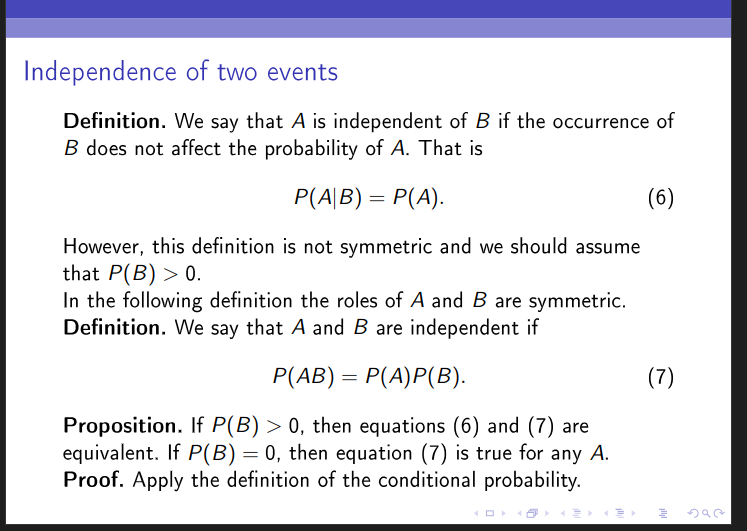 Independence of two events
Definition. We say that A is independent of B if the occurrence of
B does not affect the probability of A. That is
P(A|B) = P(A). (6)
However, this definition is not symmetric and we should assume
that P(B) > 0.
In the following definition the roles of A and B are symmetric.
Definition. We say that A and B are independent if
P(AB) = P(A)P(B). (7)
Proposition. If P(B) > 0, then equations (6) and (7) are
equivalent. If P(B) = 0, then equation (7) is true for any A.
Proof. Apply the definition of the conditional probability.